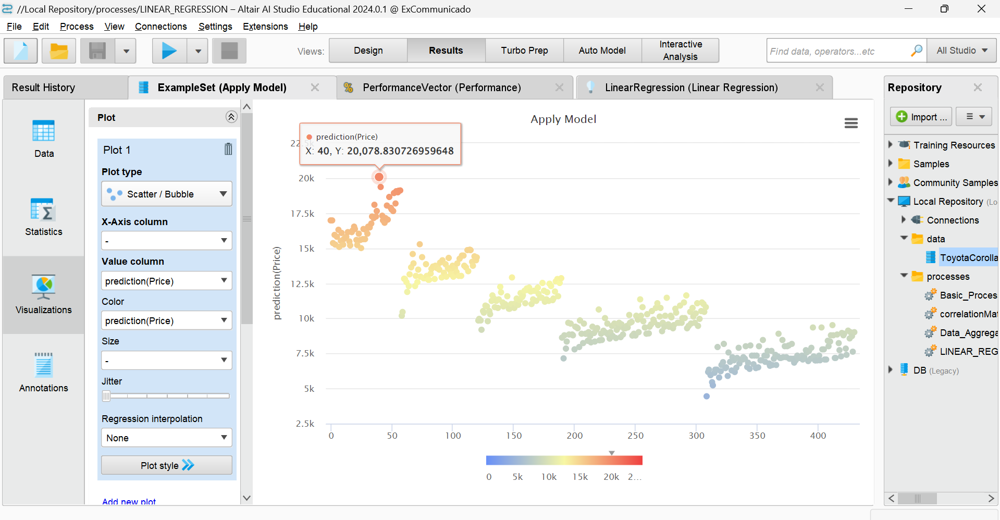 //Local Repository/processes/LINEAR_REGRESSION – Altair AI Studio Educational 2024.0.1 @ ExCommunicado
File Edit Process View Connections Settings Extensions Help
Views: Design Results Turbo Prep Auto Model Interactive Analysis
Find data, operators...etc All Studio
Result History ExampleSet (Apply Model) PerformanceVector (Performance) LinearRegression (Linear Regression)
Data
Statistics
Visualizations
Annotations
Plot
Plot 1
Plot type
Scatter / Bubble
X-Axis column
-
Value column
prediction(Price)
Color
prediction(Price)
Size
-
Jitter
Regression interpolation
None
Plot style
Add new plot
Apply Model
prediction(Price)
X: 40, Y: 20,078.830726959648
prediction(Price)
22.5k
20k
17.5k
15k
12.5k
10k
7.5k
5k
2.5k
0 50 100 150 200 250 300 350 400
0 5k 10k 15k 20k 2...
Repository
Import ...
Training Resources
Samples
Community Samples
Local Repository (Lo
Connections
data
ToyotaCorolla
processes
Basic_Proces
correlationMat
Data_Aggrega
LINEAR_REG
DB (Legacy)